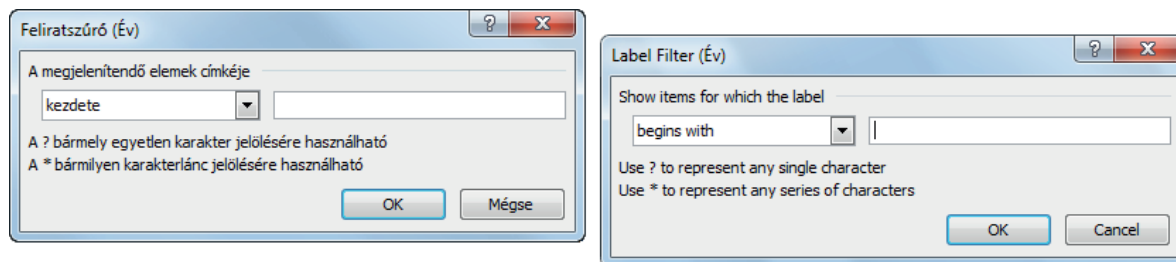 Feliratszűrő (Év)
A megjelenítendő elemek címkéje
kezdete
A ? bármely egyetlen karakter jelölésére használható
A * bármilyen karakterlánc jelölésére használható
OK Mégse
Label Filter (Év)
Show items for which the label
begins with
Use ? to represent any single character
Use * to represent any series of characters
OK Cancel